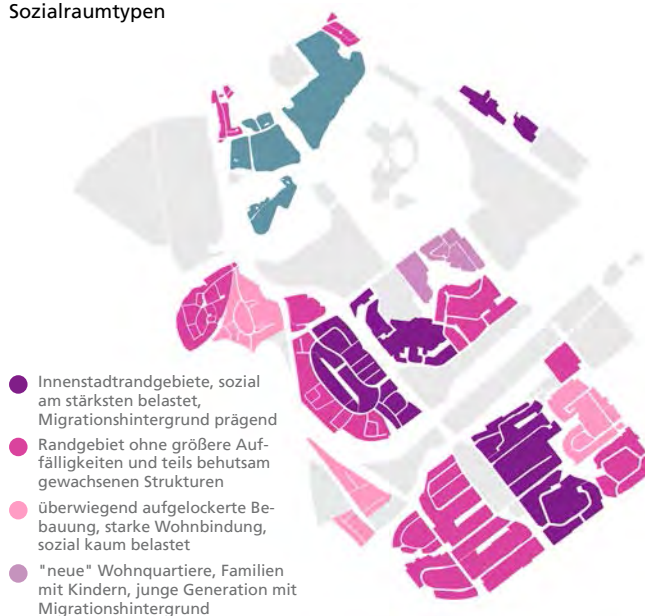 Sozialraumtypen
Innenstadtrandgebiete, sozial
am stärksten belastet,
Migrationshintergrund prägend
Randgebiet ohne größere Auf-
fälligkeiten und teils behutsam
gewachsenen Strukturen
überwiegend aufgelockerte Be-
bauung, starke Wohnbindung,
sozial kaum belastet
"neue" Wohnquartiere, Familien
mit Kindern, junge Generation mit
Migrationshintergrund